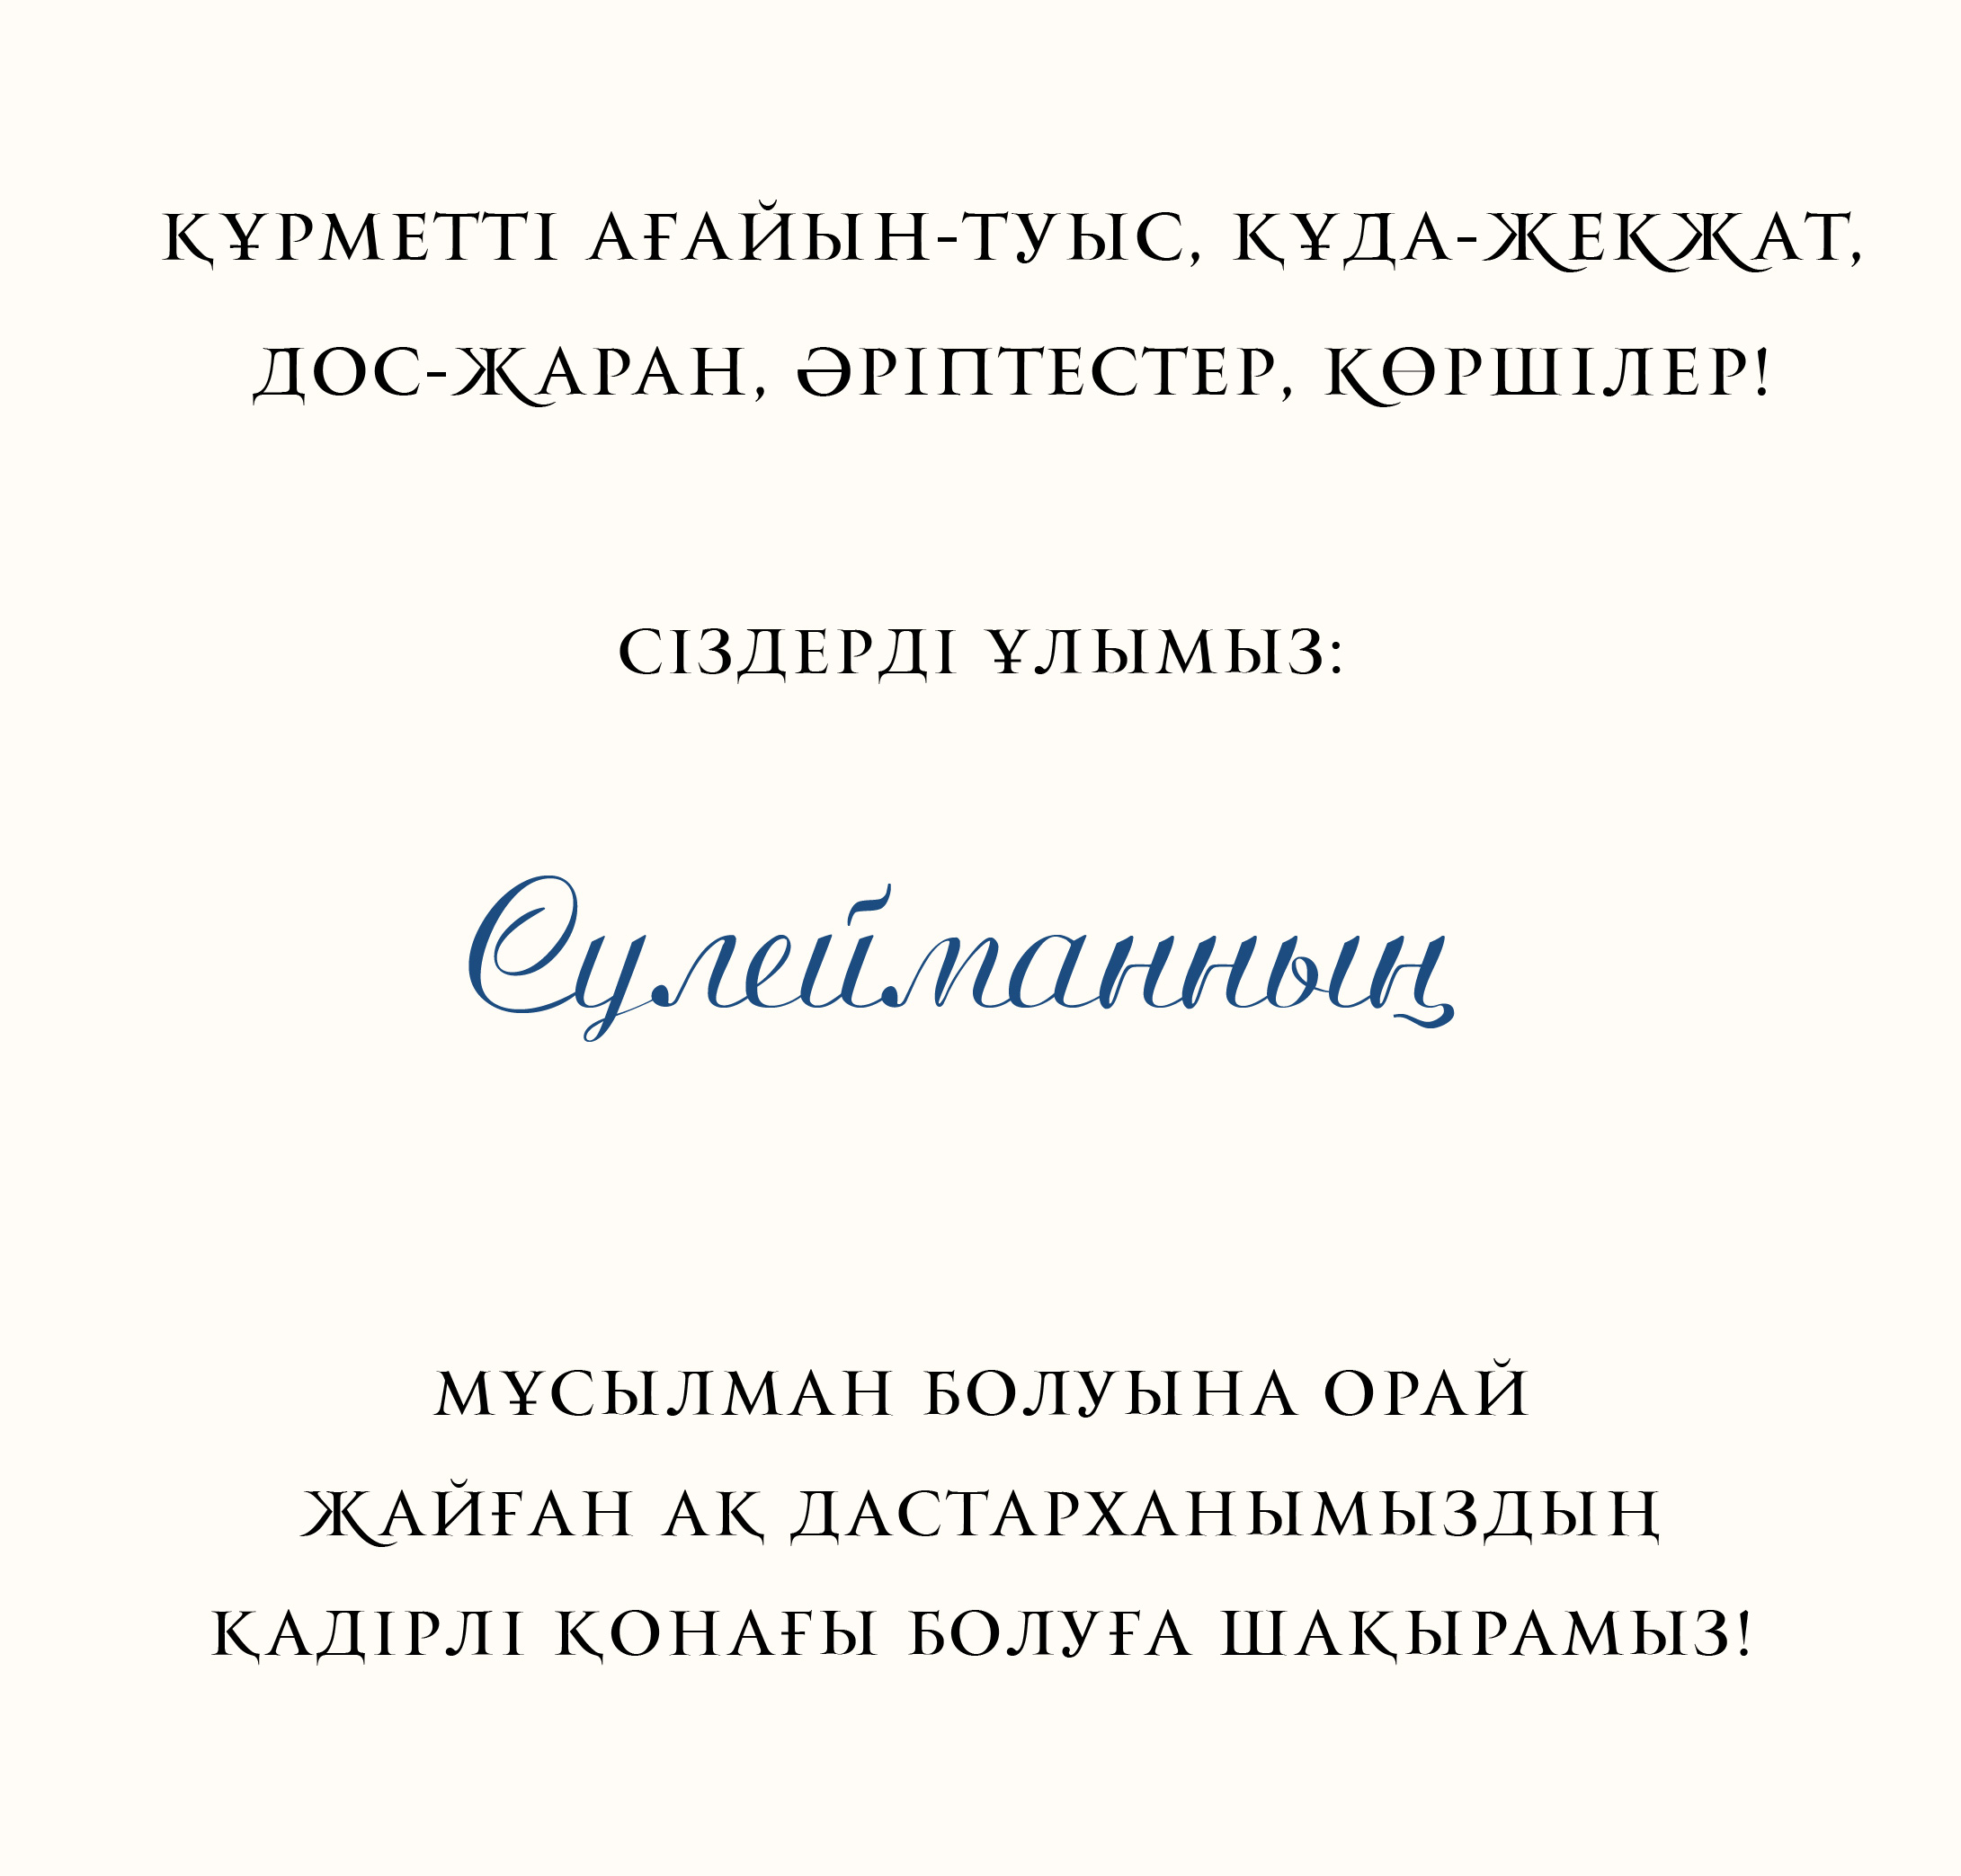 ҚҰРМЕТТІ АҒАЙЫН-ТУЫС, ҚҰДА-ЖЕКЖАТ,
ДОС-ЖАРАН, ӘРІПТЕСТЕР, КӨРШІЛЕР!
СІЗДЕРДІ ҰЛЫМЫЗ:
Сулейманның
МҰСЫЛМАН БОЛУЫНА ОРАЙ
ЖАЙҒАН АҚ ДАСТАРХАНЫМЫЗДЫҢ
ҚАДІРЛІ ҚОНАҒЫ БОЛУҒА ШАҚЫРАМЫЗ!